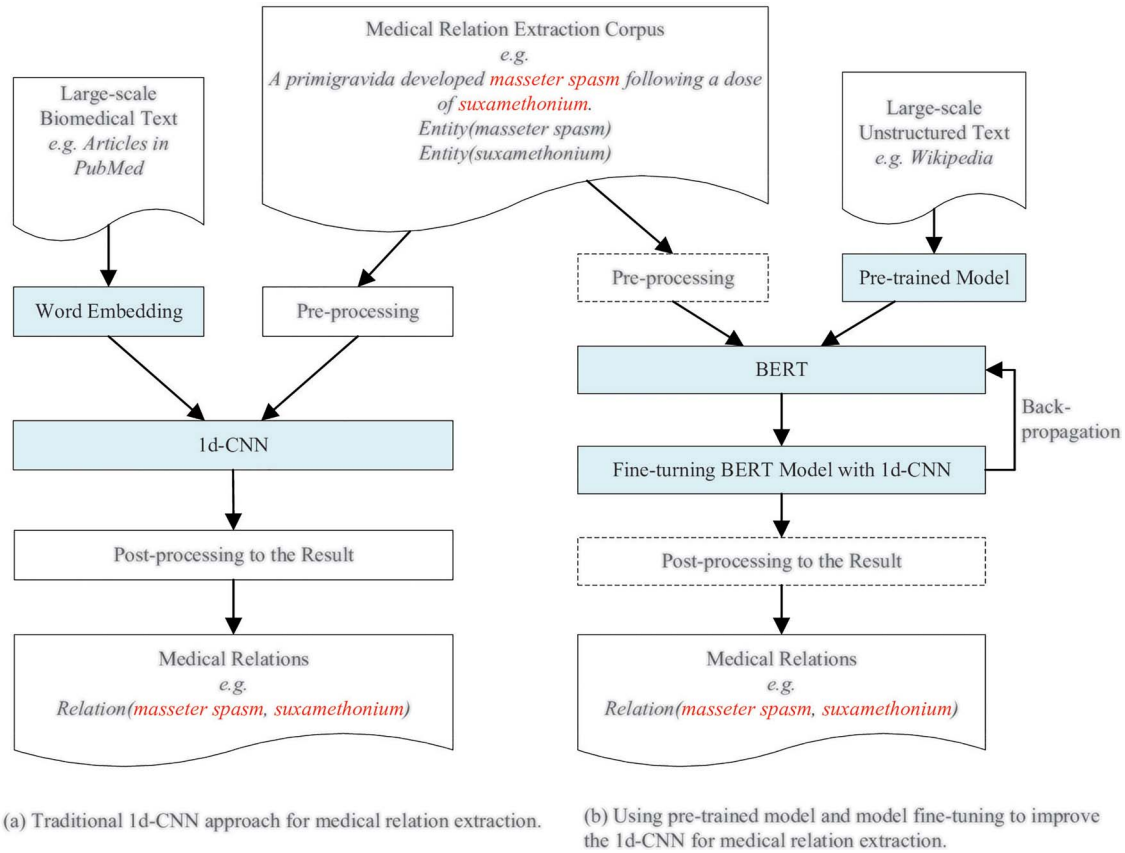 Medical Relation Extraction Corpus
e.g.
A primigravida developed masseter spasm following a dose
of suxamethonium.
Entity(masseter spasm)
Entity(suxamethonium)
Large-scale
Biomedical Text
e.g. Articles in
PubMed
Large-scale
Unstructured Text
e.g. Wikipedia
Word Embedding
Pre-processing
1d-CNN
Post-processing to the Result
Medical Relations
e.g.
Relation(masseter spasm, suxamethonium)
(a) Traditional 1d-CNN approach for medical relation extraction.
Pre-processing
Pre-trained Model
BERT
Back-
propagation
Fine-turning BERT Model with 1d-CNN
Post-processing to the Result
Medical Relations
e.g.
Relation(masseter spasm, suxamethonium)
(b) Using pre-trained model and model fine-tuning to improve
the 1d-CNN for medical relation extraction.